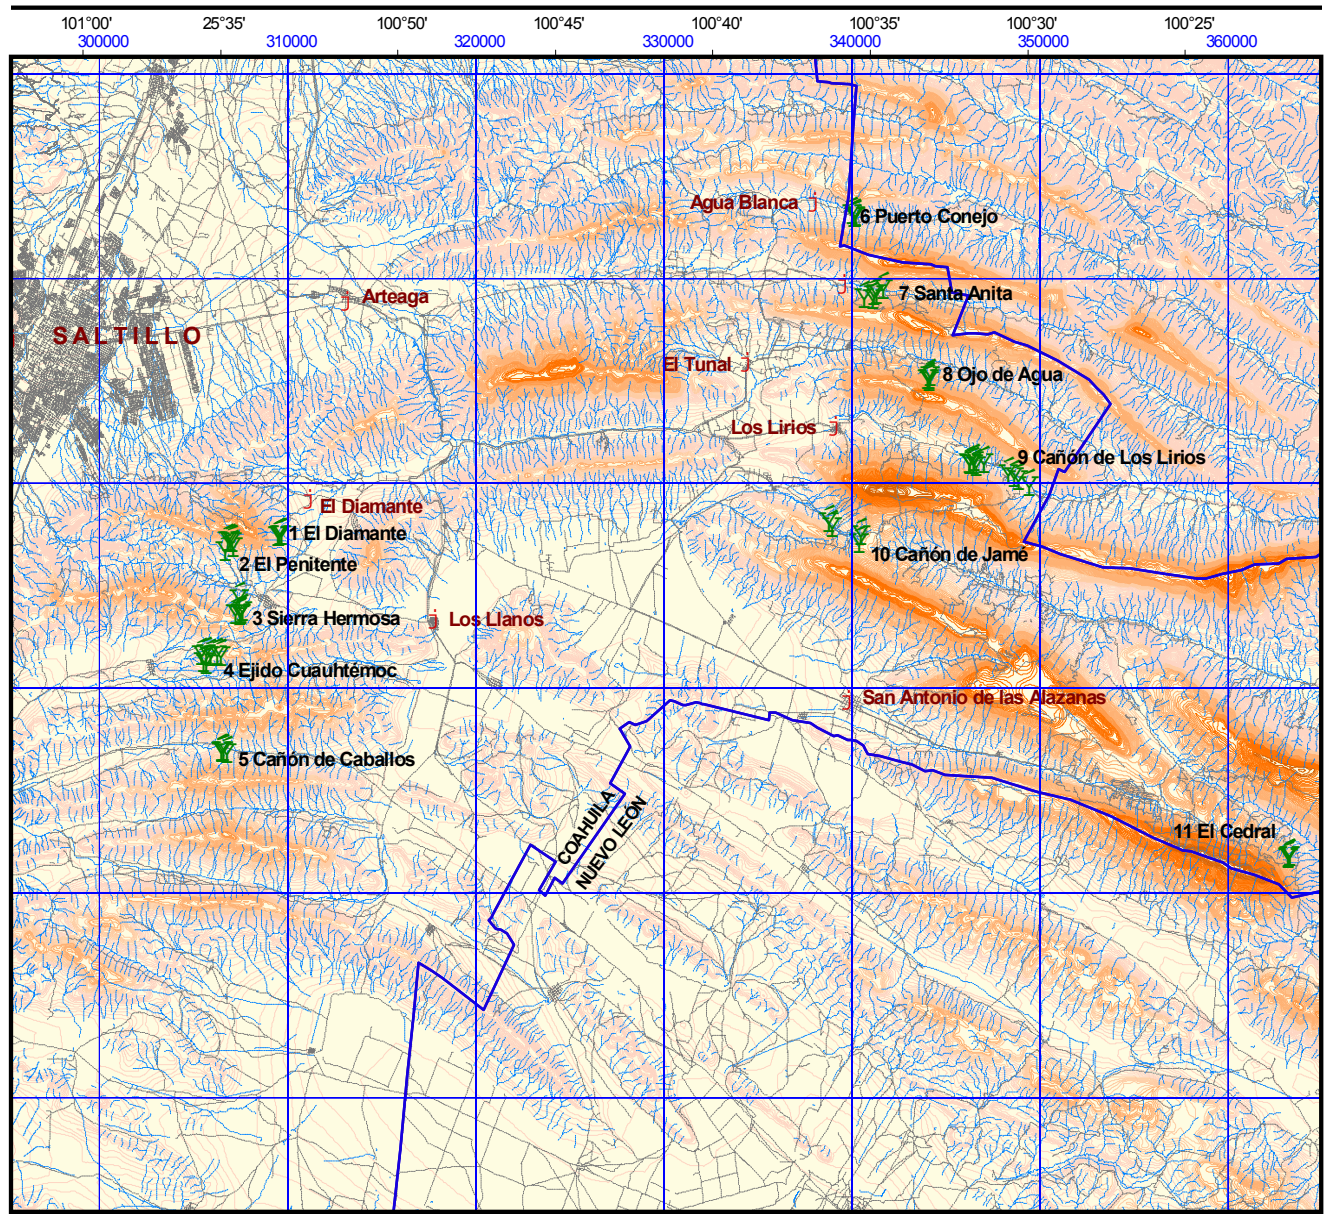 101°00' 25°35' 100°50' 100°45' 100°40' 100°35' 100°30' 100°25'
300000 310000 320000 330000 340000 350000 360000
Agua Blanca
6 Puerto Conejo
Arteaga
7 Santa Anita
SALTILLO
El Tunal
8 Ojo de Agua
Los Lirios
9 Cañón de Los Lirios
El Diamante
1 El Diamante
10 Cañón de Jamé
2 El Penitente
3 Sierra Hermosa
Los Llanos
4 Ejido Cuauhtémoc
San Antonio de las Alazanas
5 Cañón de Caballos
COAHUILA
NUEVO LEÓN
11 El Cedral